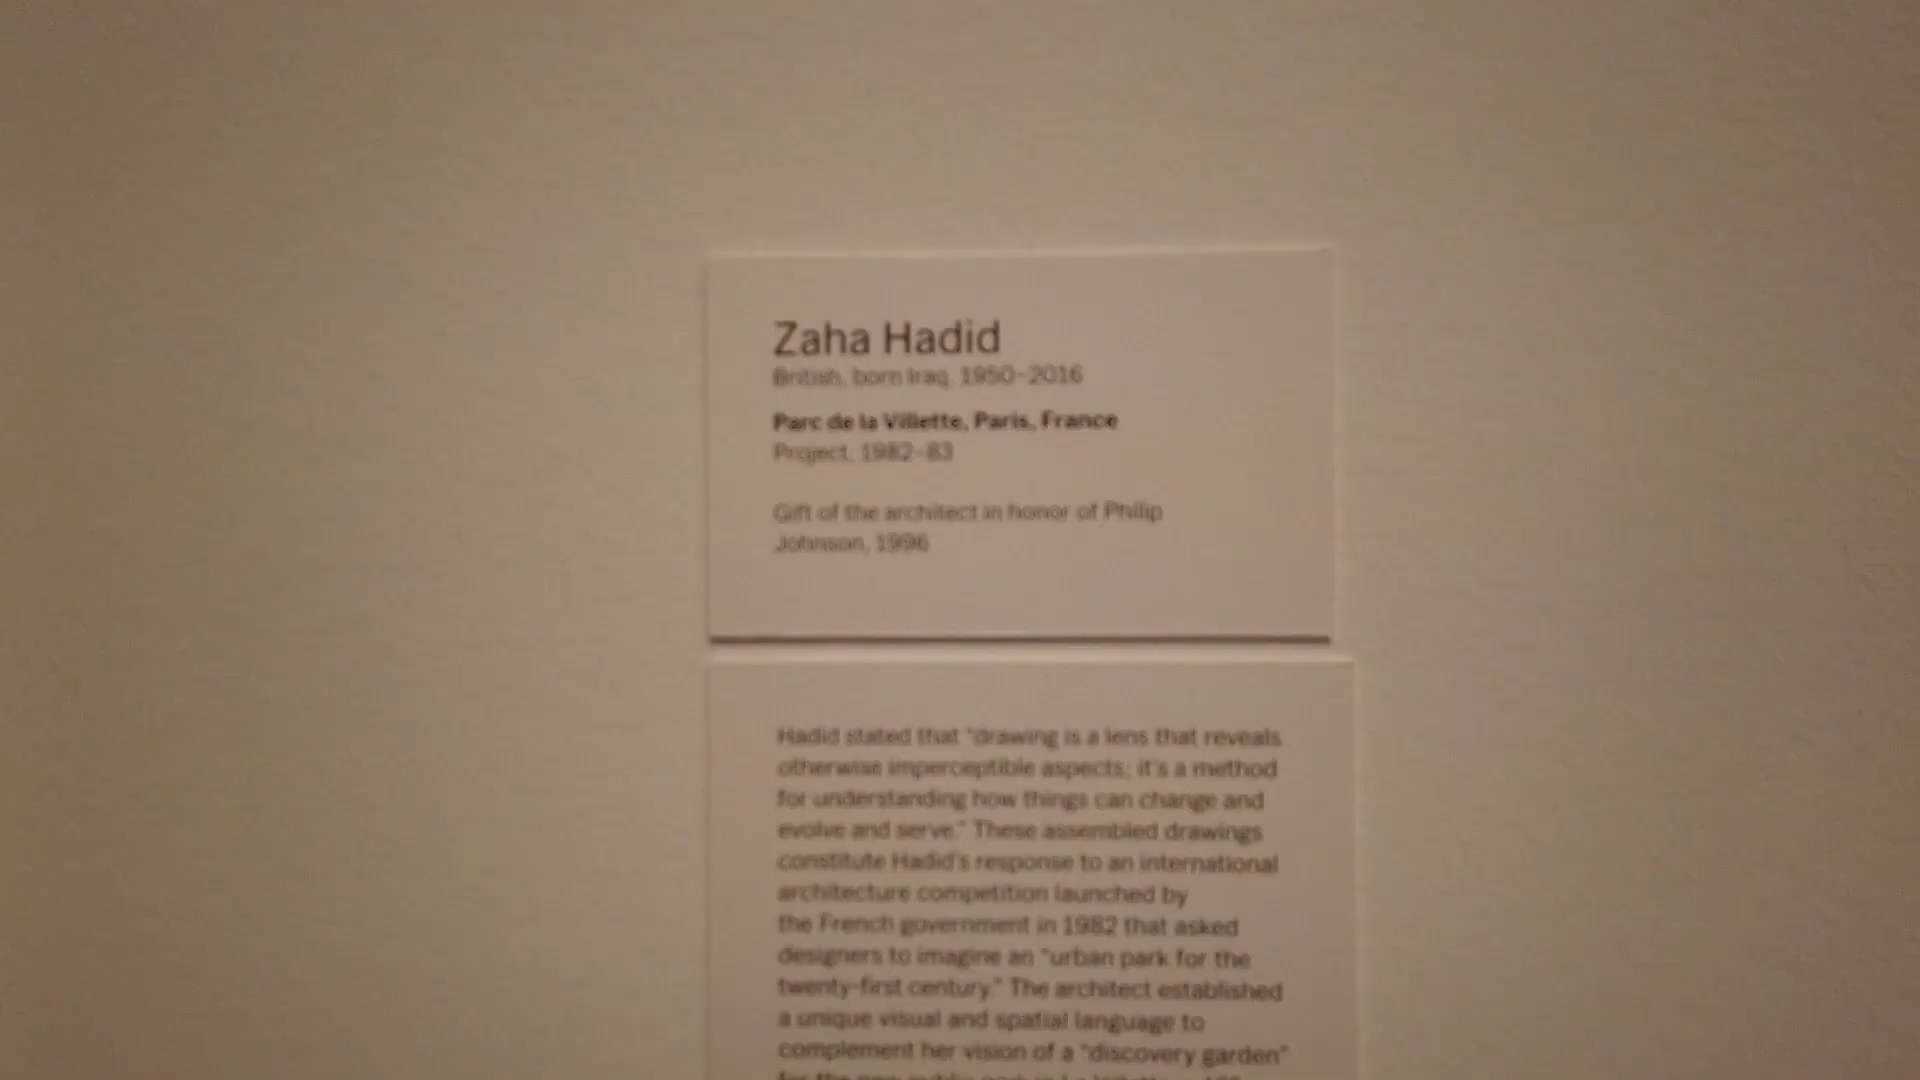 Zaha Hadid
British, born Iraq, 1950–2016
Parc de la Villette, Paris, France
Project, 1982–83
Gift of the architect in honor of Philip
Johnson, 1996
Hadid stated that "drawing is a lens that reveals
otherwise imperceptible aspects; it's a method
for understanding how things can change and
evolve and serve." These assembled drawings
constitute Hadid's response to an international
architecture competition launched by
the French government in 1982 that asked
designers to imagine an "urban park for the
twenty-first century." The architect established
a unique visual and spatial language to
complement her vision of a "discovery garden"